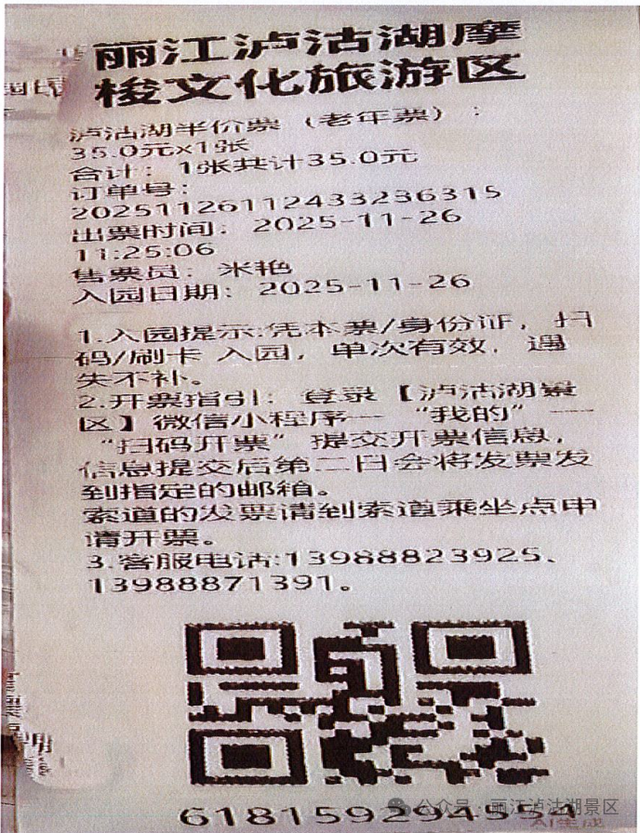 丽江泸沽湖摩
梭文化旅游区
泸沽湖半价票（老年票）：
35.0元x1张
合计：1张共计35.0元
订单号：
20251126112433236315
出票时间：2025-11-26
11:25:06
售票员：米艳
入园日期：2025-11-26
1.入园提示:凭本票/身份证，扫
码/刷卡 入园，单次有效，遗
失不补。
2.开票指引：登录【泸沽湖景
区】微信小程序—“我的”—
“扫码开票”提交开票信息，
信息提交后第二日会将发票发
到指定的邮箱。
索道的发票请到索道乘坐点申
请开票。
3.客服电话:13988823925、
13988871391。
618159294954
公众号·丽江泸沽湖景区
AI生成